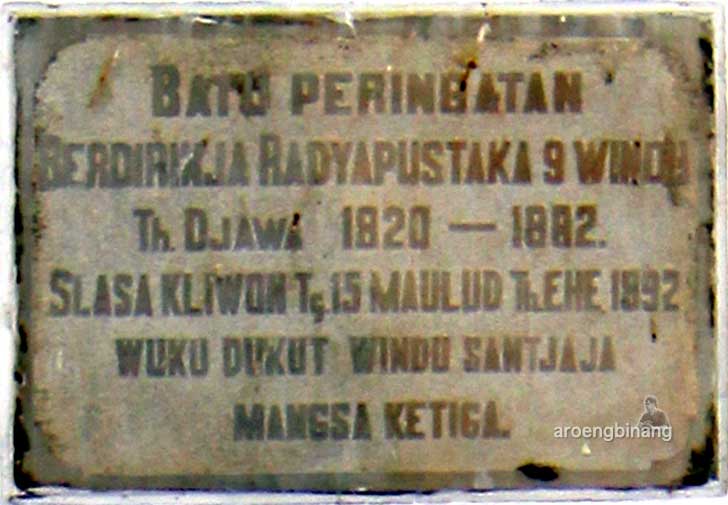 BATU PERINGATAN
BERDIRINJA RADYAPUSTAKA 9 WINDU
TH. DJAWA 1820 — 1892.
SLASA KLIWON Tg. 15 MAULUD TH. EHE 1892
WUKU DUKUT WINDU SANTJAJA
MANGSA KETIGA.
aroengbinang